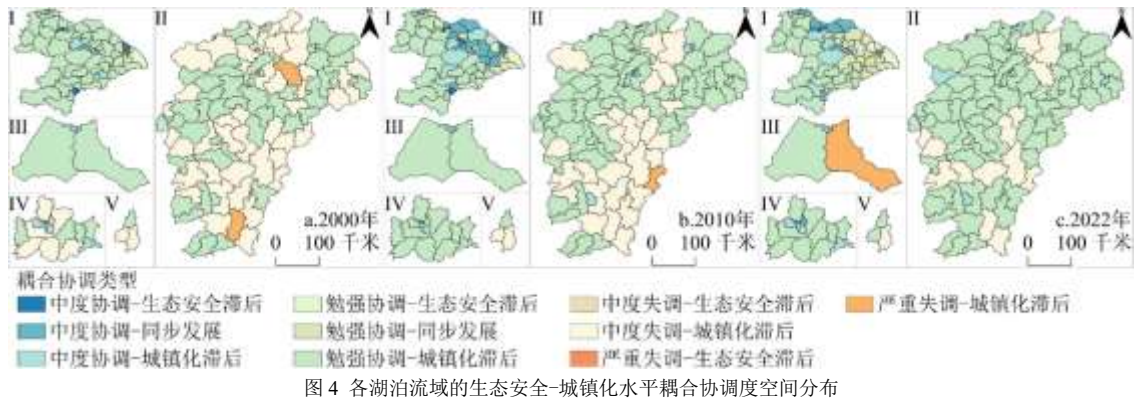 I II I II I II
III III III
IV V a.2000年 IV V b.2010年 IV V c.2022年
0 100 千米 0 100 千米 0 100 千米
耦合协调类型
中度协调-生态安全滞后 勉强协调-生态安全滞后 中度失调-生态安全滞后 严重失调-城镇化滞后
中度协调-同步发展 勉强协调-同步发展 中度失调-城镇化滞后
中度协调-城镇化滞后 勉强协调-城镇化滞后 严重失调-生态安全滞后
图 4 各湖泊流域的生态安全-城镇化水平耦合协调度空间分布